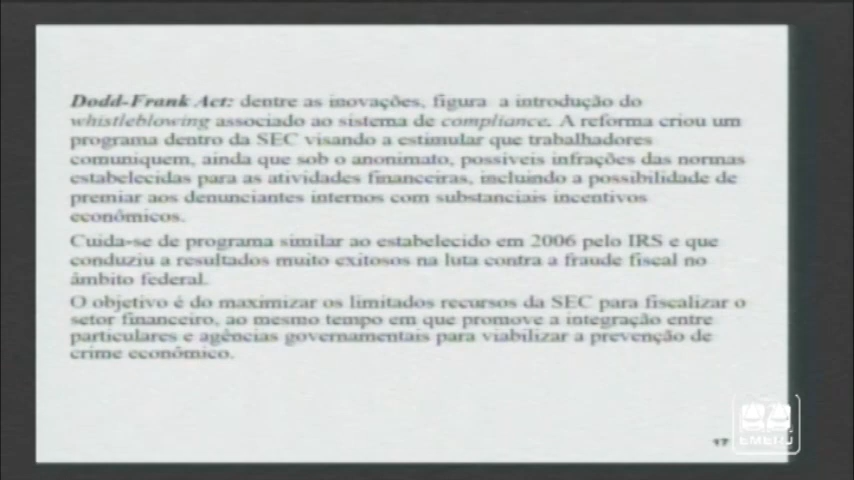 Dodd-Frank Act: dentre as inovações, figura a introdução do
whistleblowing associado ao sistema de compliance. A reforma criou um
programa dentro da SEC visando a estimular que trabalhadores
comuniquem, ainda que sob o anonimato, possíveis infrações das normas
estabelecidas para as atividades financeiras, incluindo a possibilidade de
premiar aos denunciantes internos com substanciais incentivos
econômicos.
Cuida-se de programa similar ao estabelecido em 2006 pelo IRS e que
conduziu a resultados muito exitosos na luta contra a fraude fiscal no
âmbito federal.
O objetivo é do maximizar os limitados recursos da SEC para fiscalizar o
setor financeiro, ao mesmo tempo em que promove a integração entre
particulares e agências governamentais para viabilizar a prevenção de
crime econômico.
17
EMERJ